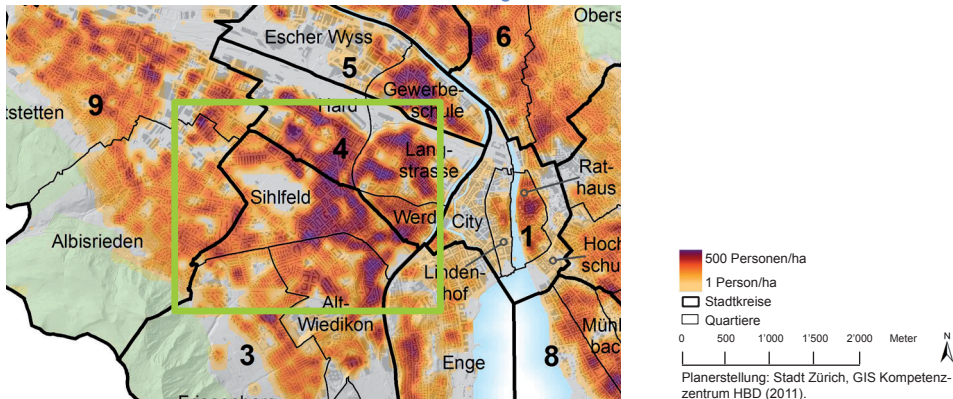 Escher Wyss
Obers
6
5
Gewerbe-
schule
9
tstetten
Hard
4
Lang-
strasse
Rat-
haus
Sihlfeld
Werd
City
1
Albisrieden
Hoch
schu
Linden-
hof
Alt-
Wiedikon
Mühl
bac
3
Enge
8
500 Personen/ha
1 Person/ha
Stadtkreise
Quartiere
0 500 1'000 1'500 2'000 Meter N
Planerstellung: Stadt Zürich, GIS Kompetenz-
zentrum HBD (2011).